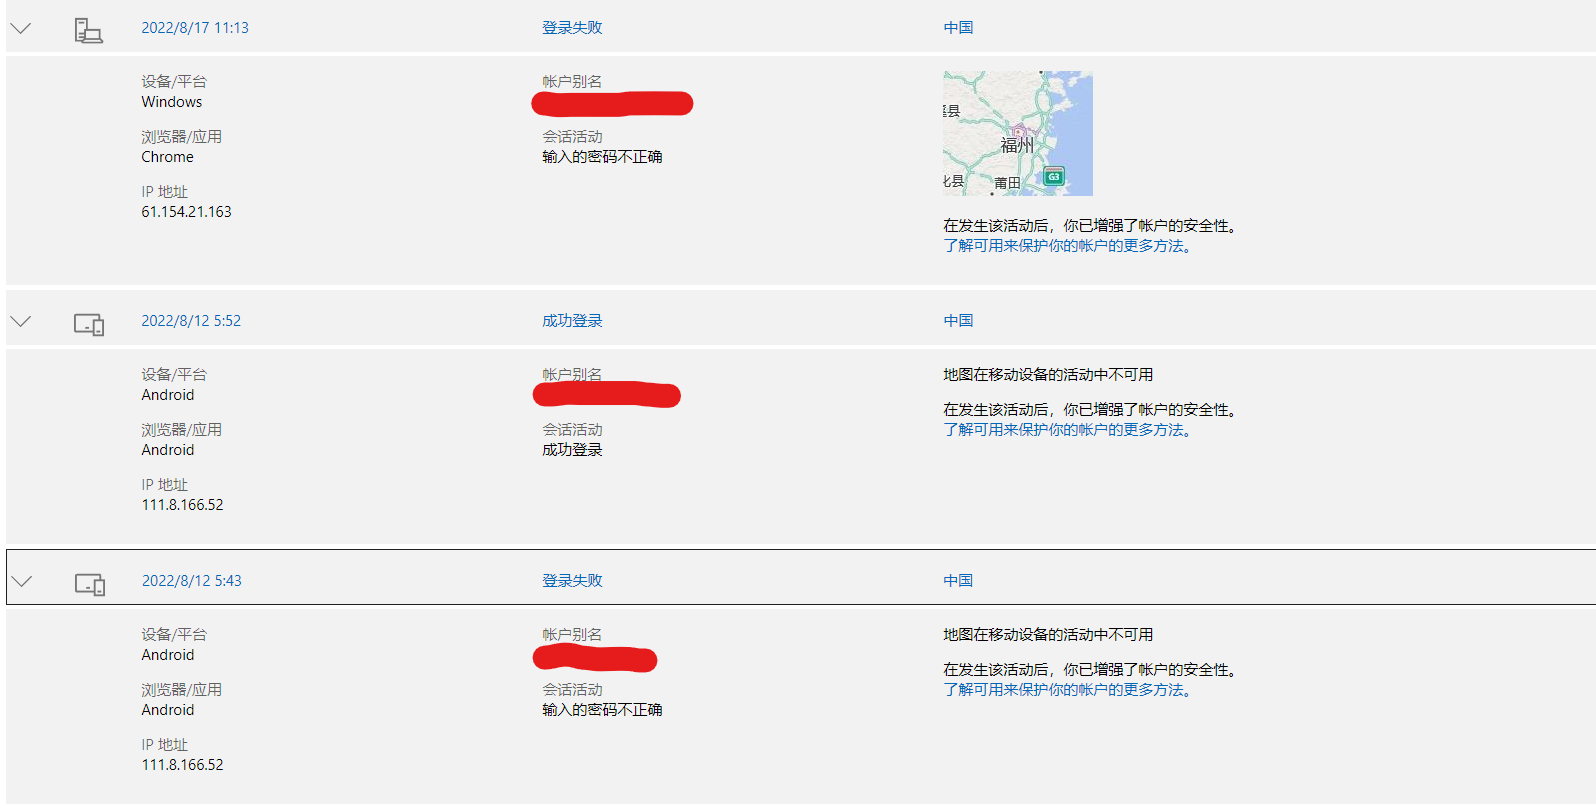 2022/8/17 11:13 登录失败 中国
设备/平台
Windows
浏览器/应用
Chrome
IP 地址
61.154.21.163
帐户别名
会话活动
输入的密码不正确
福州
莆田
G3
在发生该活动后，你已增强了帐户的安全性。
了解可用来保护你的帐户的更多方法。
2022/8/12 5:52 成功登录 中国
设备/平台
Android
浏览器/应用
Android
IP 地址
111.8.166.52
帐户别名
会话活动
成功登录
地图在移动设备的活动中不可用
在发生该活动后，你已增强了帐户的安全性。
了解可用来保护你的帐户的更多方法。
2022/8/12 5:43 登录失败 中国
设备/平台
Android
浏览器/应用
Android
IP 地址
111.8.166.52
帐户别名
会话活动
输入的密码不正确
地图在移动设备的活动中不可用
在发生该活动后，你已增强了帐户的安全性。
了解可用来保护你的帐户的更多方法。